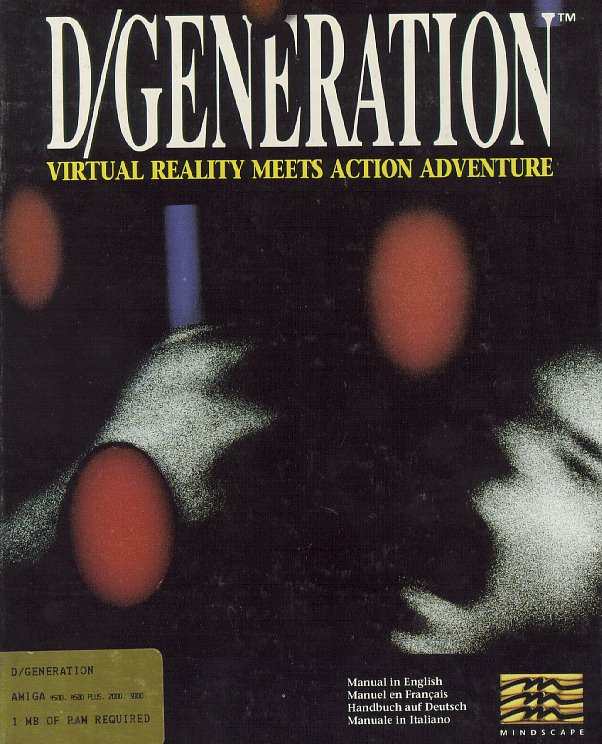 D/GENERATION™
VIRTUAL REALITY MEETS ACTION ADVENTURE
D/GENERATION
AMIGA A500, A500 PLUS, 2000, 3000
1 MB OF RAM REQUIRED
Manual in English
Manuel en Français
Handbuch auf Deutsch
Manuale in Italiano
MINDSCAPE